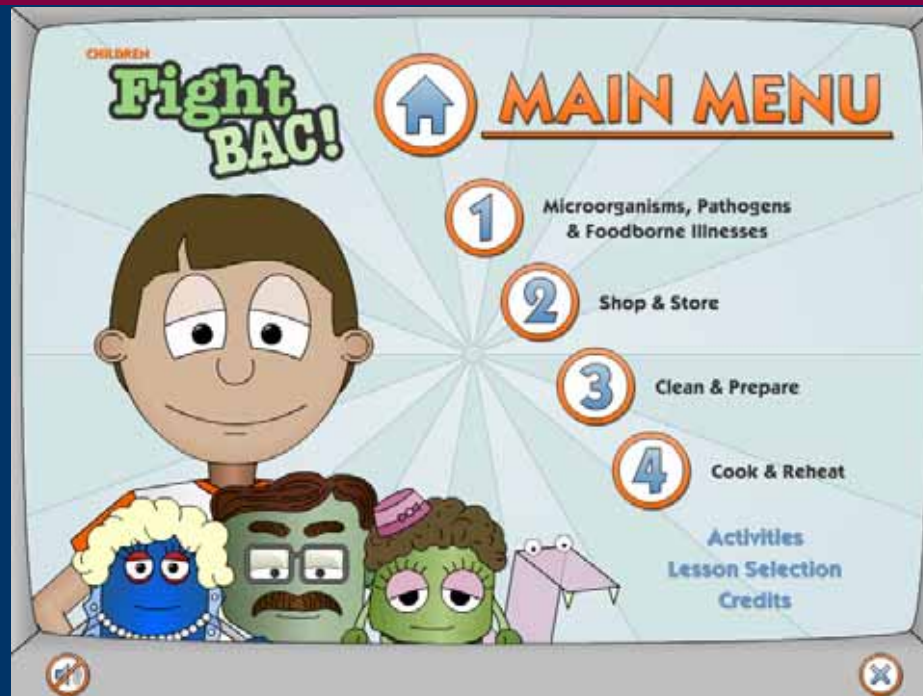 CHILDREN
Fight
BAC!
MAIN MENU
1
Microorganisms, Pathogens
& Foodborne Illnesses
2
Shop & Store
3
Clean & Prepare
4
Cook & Reheat
Activities
Lesson Selection
Credits